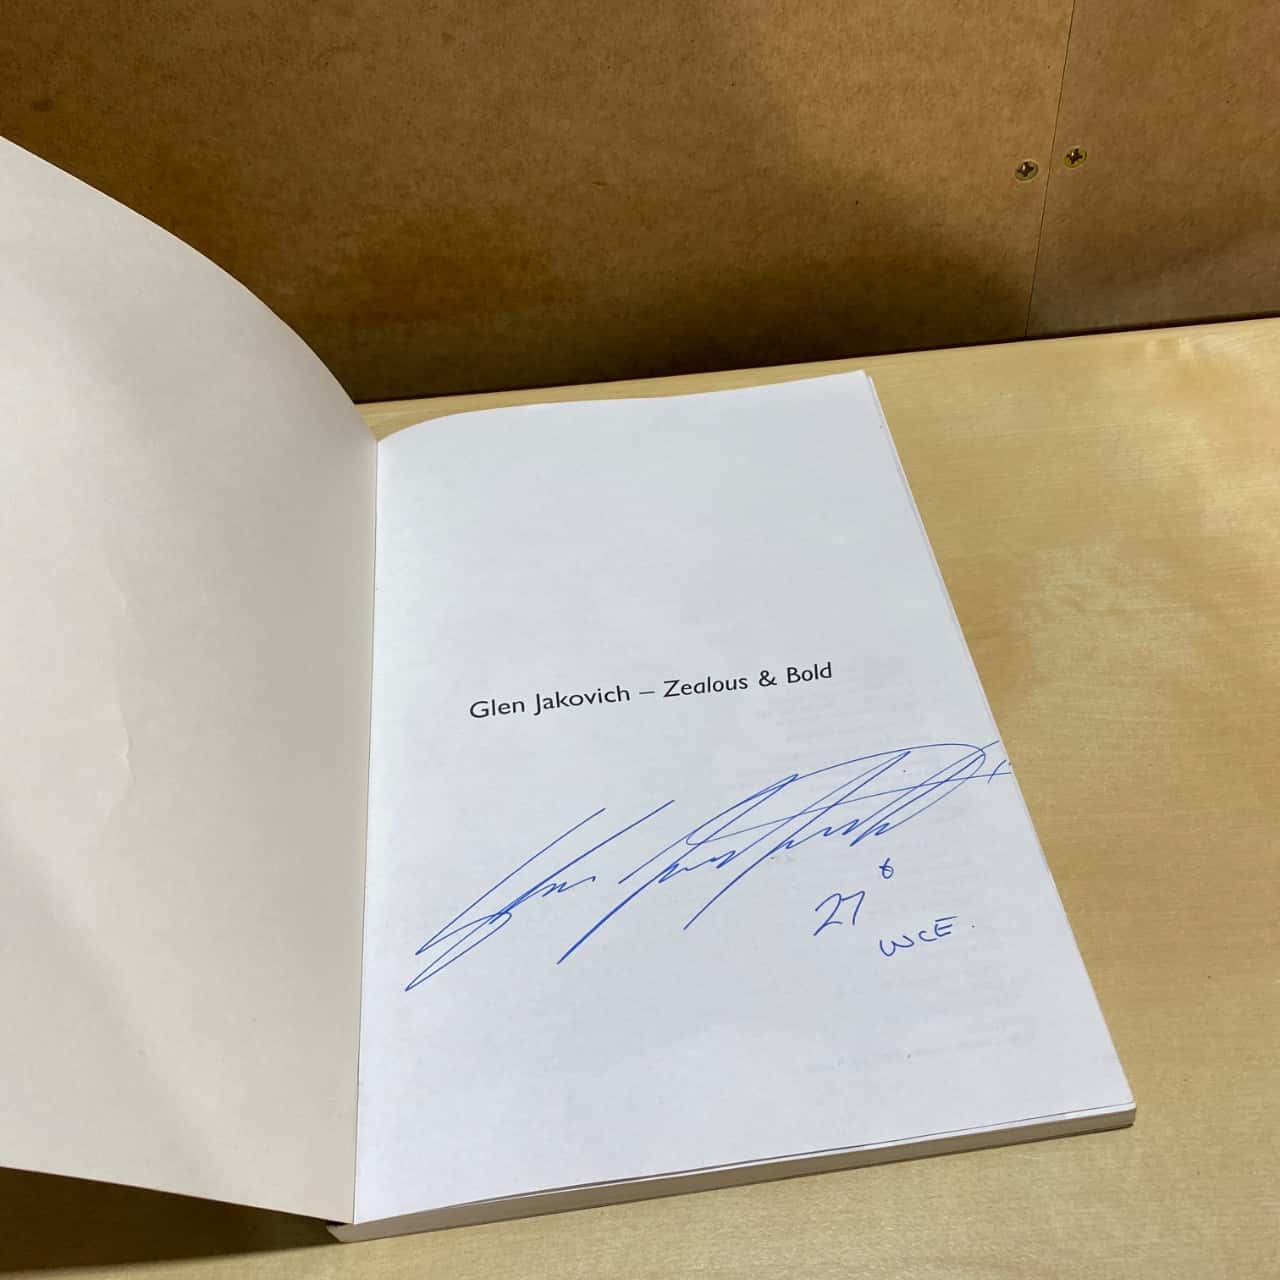 Glen Jakovich – Zealous & Bold
27
WCE